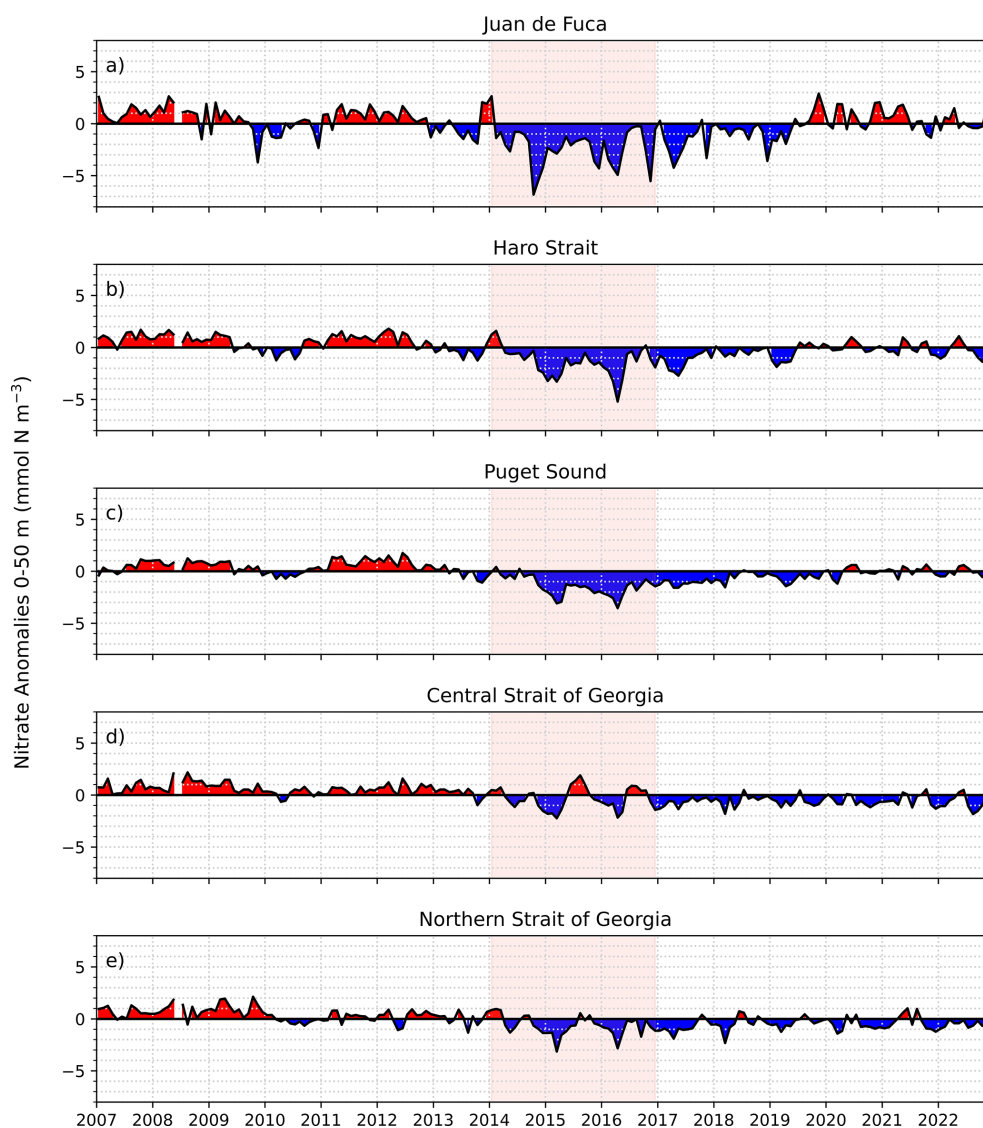 Juan de Fuca
a)
5
0
−5
Haro Strait
b)
5
0
−5
Puget Sound
c)
5
0
−5
Central Strait of Georgia
d)
5
0
−5
Northern Strait of Georgia
e)
5
0
−5
2007 2008 2009 2010 2011 2012 2013 2014 2015 2016 2017 2018 2019 2020 2021 2022
Nitrate Anomalies 0-50 m (mmol N m⁻³)